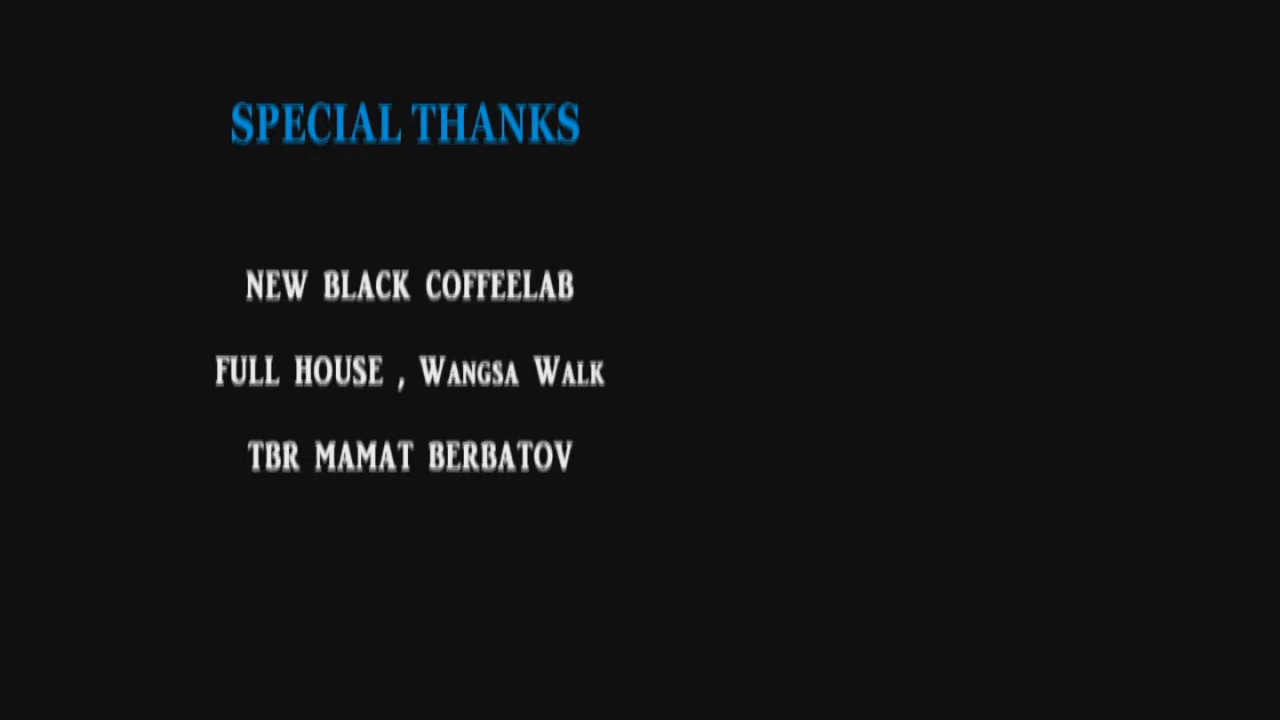 SPECIAL THANKS
NEW BLACK COFFEELAB
FULL HOUSE , WANGSA WALK
TBR MAMAT BERBATOV